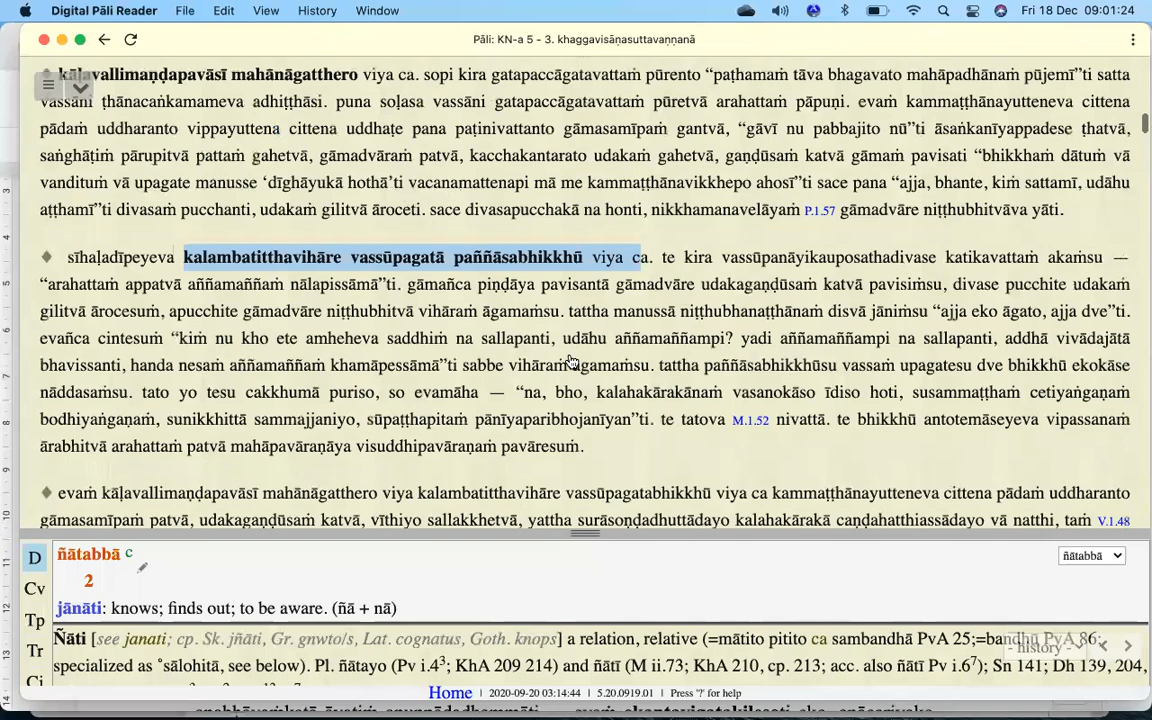 Digital Pāli Reader File Edit View History Window Fri 18 Dec 09:01:24
Pāli: KN-a 5 - 3. khaggavisāṇasuttavaṇṇanā
♦ kāḷavallimaṇḍapavāsī mahānāgatthero viya ca. sopi kira gatapaccāgatavattaṁ pūrento “paṭhamaṁ tāva bhagavato mahāpadhānaṁ pūjemī”ti satta
vassāni ṭhānacaṅkamameva adhiṭṭhāsi. puna soḷasa vassāni gatapaccāgatavattaṁ pūretvā arahattaṁ pāpuṇi. evaṁ kammaṭṭhānayutteneva cittena
pādaṁ uddharanto vippayuttena cittena uddhaṭe pana paṭinivattanto gāmasamīpaṁ gantvā, “gāvī nu pabbajito nū”ti āsaṅkanīyappadese ṭhatvā,
saṅghāṭiṁ pārupitvā pattaṁ gahetvā, gāmadvāraṁ patvā, kacchakantarato udakaṁ gahetvā, gaṇḍūsaṁ katvā gāmaṁ pavisati “bhikkhaṁ dātuṁ vā
vandituṁ vā upagate manusse ‘dīghāyukā hothā’ti vacanamattenapi mā me kammaṭṭhānavikkhepo ahosī”ti sace pana “ajja, bhante, kiṁ sattamī, udāhu
aṭṭhamī”ti divasaṁ pucchanti, udakaṁ gilitvā āroceti. sace divasapucchakā na honti, nikkhamanavelāyaṁ P.1.57 gāmadvāre niṭṭhubhitvāva yāti.
♦ sīhaḷadīpeyeva kalambatitthavihāre vassūpagatā paññāsabhikkhū viya ca. te kira vassūpanāyikauposathadivase katikavattaṁ akaṁsu —
“arahattaṁ appatvā aññamaññaṁ nālapissāmā”ti. gāmañca piṇḍāya pavisantā gāmadvāre udakagaṇḍūsaṁ katvā pavisiṁsu, divase pucchite udakaṁ
gilitvā ārocesuṁ, apucchite gāmadvāre niṭṭhubhitvā vihāraṁ āgamaṁsu. tattha manussā niṭṭhubhanaṭṭhānaṁ disvā jāniṁsu “ajja eko āgato, ajja dve”ti.
evañca cintesuṁ “kiṁ nu kho ete amheheva saddhiṁ na sallapanti, udāhu aññamaññampi? yadi aññamaññampi na sallapanti, addhā vivādajātā
bhavissanti, handa nesaṁ aññamaññaṁ khamāpessāmā”ti sabbe vihāraṁ agamaṁsu. tattha paññāsabhikkhūsu vassaṁ upagatesu dve bhikkhū ekokāse
nāddasaṁsu. tato yo tesu cakkhumā puriso, so evamāha — “na, bho, kalahakārakānaṁ vasanokāso īdiso hoti, susammaṭṭhaṁ cetiyaṅgaṇaṁ
bodhiyaṅgaṇaṁ, sunikkhittā sammajjaniyo, sūpaṭṭhapitaṁ pānīyaparibhojanīyan”ti. te tatova M.1.52 nivattā. te bhikkhū antotemāseyeva vipassanaṁ
ārabhitvā arahattaṁ patvā mahāpavāraṇāya visuddhipavāraṇaṁ pavāresuṁ.
♦ evaṁ kāḷavallimaṇḍapavāsī mahānāgatthero viya kalambatitthavihāre vassūpagatabhikkhū viya ca kammaṭṭhānayutteneva cittena pādaṁ uddharanto
gāmasamīpaṁ patvā, udakagaṇḍūsaṁ katvā, vīthiyo sallakkhetvā, yattha surāsoṇḍadhuttādayo kalahakārakā caṇḍahatthiassādayo vā natthi, taṁ V.1.48
D ñātabbā c ñātabbā
2
Cv jānāti: knows; finds out; to be aware. (ñā + nā)
Tp Ñāti [see janati; cp. Sk. jñāti, Gr. gnwto/s, Lat. cognatus, Goth. knops] a relation, relative (=mātito pitito ca sambandhā PvA 25;=bandhū PvA 86;
- history -
Tr specialized as ˚sālohitā, see below). Pl. ñātayo (Pv i.4³; KhA 209 214) and ñātī (M ii.73; KhA 210, cp. 213; acc. also ñātī Pv i.6⁷); Sn 141; Dh 139, 204,
Ci
Home | 2020-09-20 03:14:44 | 5.20.0919.01 | Press '?' for help